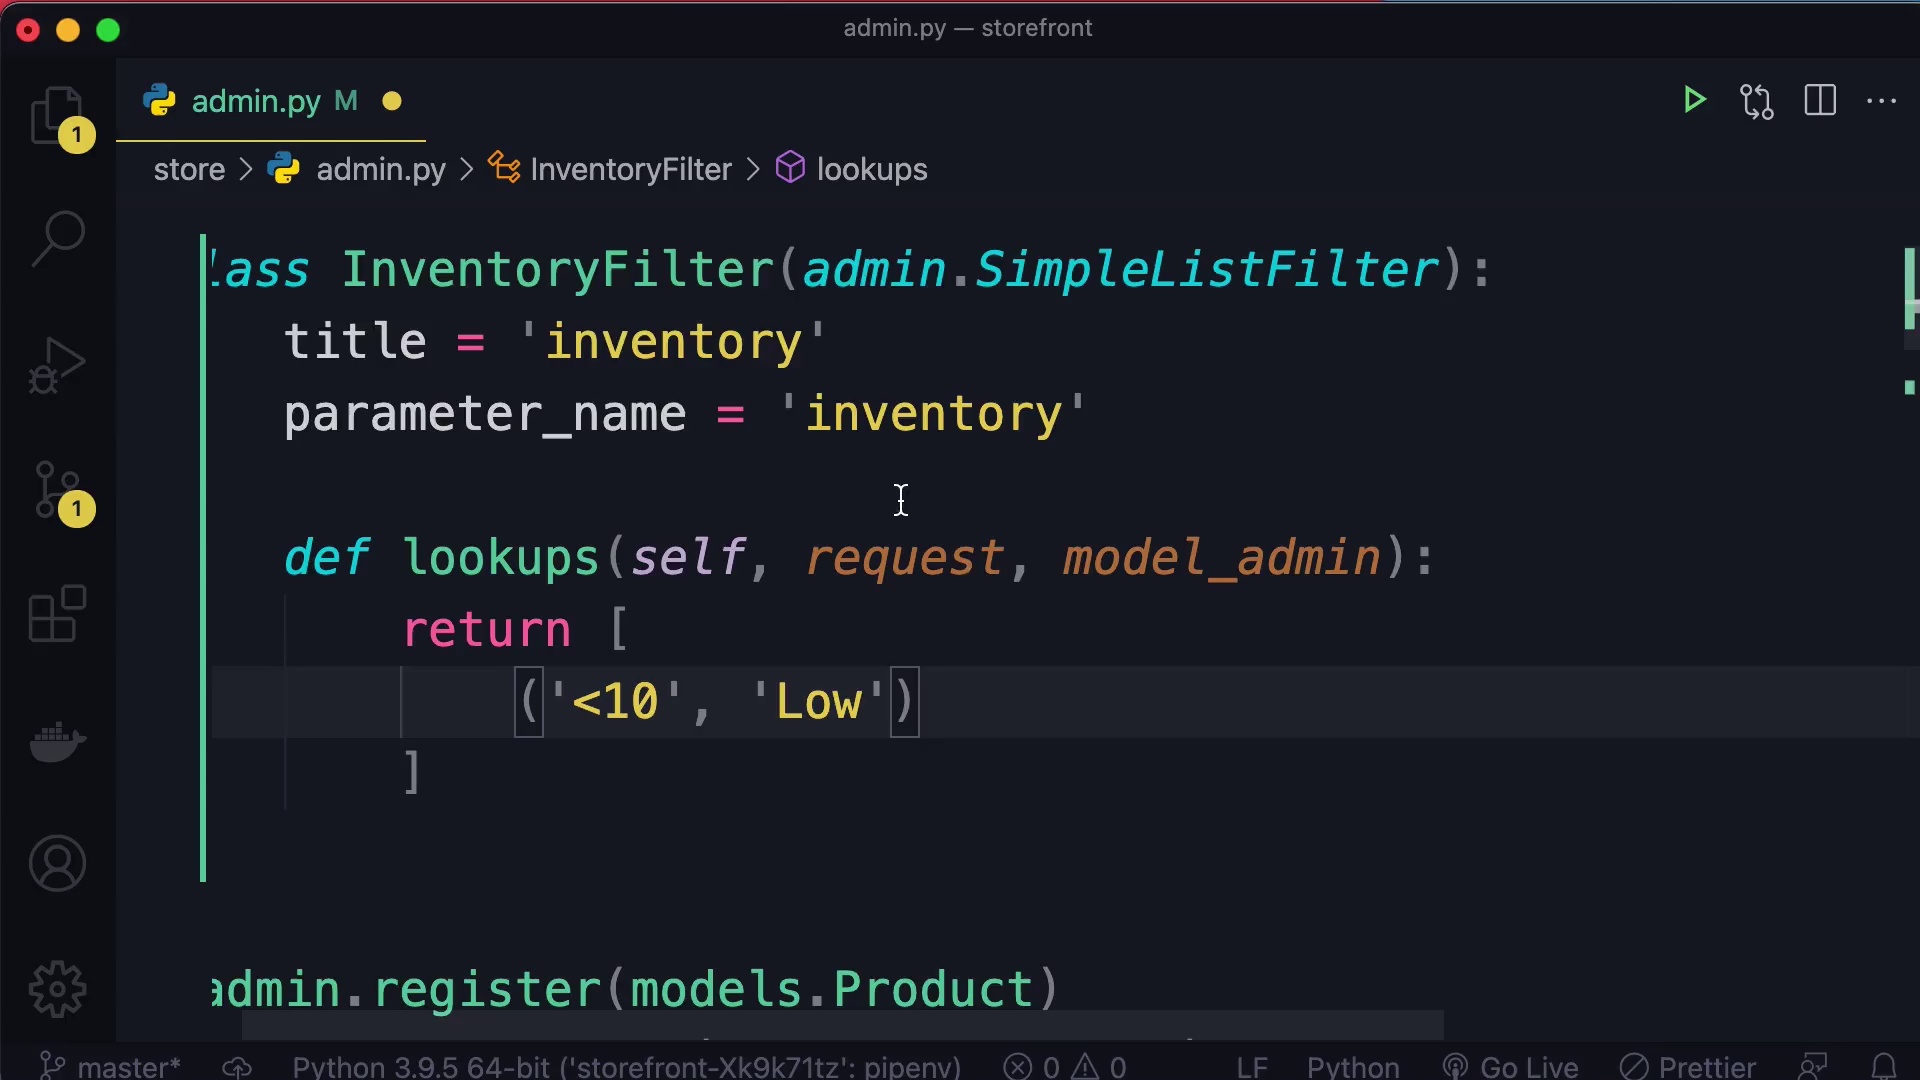 admin.py — storefront
admin.py M
1
store > admin.py > InventoryFilter > lookups
lass InventoryFilter(admin.SimpleListFilter):
title = 'inventory'
parameter_name = 'inventory'
def lookups(self, request, model_admin):
return [
('<10', 'Low')
]
1
admin.register(models.Product)
master* Python 3.9.5 64-bit ('storefront-Xk9k71tz': pipenv) 0 0 LF Python Go Live Prettier